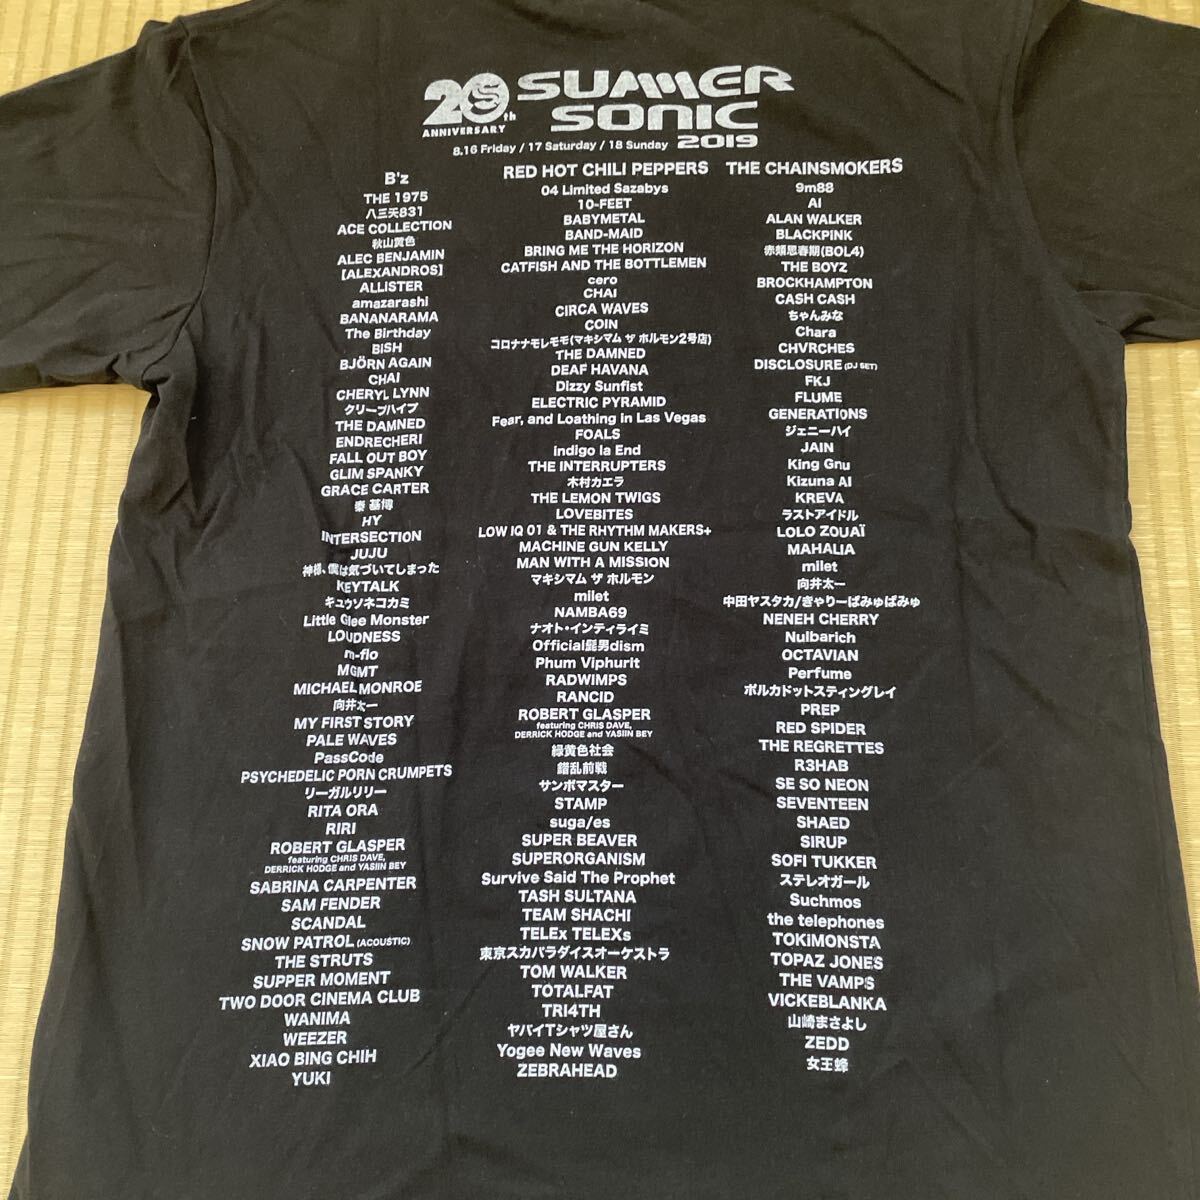 20th
ANNIVERSARY
SUMMER
SONIC
2019
8.16 Friday / 17 Saturday / 18 Sunday
B'z
THE 1975
八三夭831
ACE COLLECTION
秋山黄色
ALEC BENJAMIN
[ALEXANDROS]
ALLISTER
amazarashi
BANANARAMA
The Birthday
BiSH
BJÖRN AGAIN
CHAI
CHERYL LYNN
クリープハイプ
THE DAMNED
ENDRECHERI
FALL OUT BOY
GLIM SPANKY
GRACE CARTER
秦 基博
HY
INTERSECTION
JUJU
神様、僕は気づいてしまった
KEYTALK
キュウソネコカミ
Little Glee Monster
LOUDNESS
m-flo
MGMT
MICHAEL MONROE
向井太一
MY FIRST STORY
PALE WAVES
PassCode
PSYCHEDELIC PORN CRUMPETS
リーガルリリー
RITA ORA
RIRI
ROBERT GLASPER
featuring CHRIS DAVE,
DERRICK HODGE and YASIIN BEY
SABRINA CARPENTER
SAM FENDER
SCANDAL
SNOW PATROL (ACOUSTIC)
THE STRUTS
SUPPER MOMENT
TWO DOOR CINEMA CLUB
WANIMA
WEEZER
XIAO BING CHIH
YUKI
RED HOT CHILI PEPPERS
04 Limited Sazabys
10-FEET
BABYMETAL
BAND-MAID
BRING ME THE HORIZON
CATFISH AND THE BOTTLEMEN
cero
CHAI
CIRCA WAVES
COIN
コロナナモレモモ(マキシマム ザ ホルモン2号店)
THE DAMNED
DEAF HAVANA
Dizzy Sunfist
ELECTRIC PYRAMID
Fear, and Loathing in Las Vegas
FOALS
indigo la End
THE INTERRUPTERS
木村カエラ
THE LEMON TWIGS
LOVEBITES
LOW IQ 01 & THE RHYTHM MAKERS+
MACHINE GUN KELLY
MAN WITH A MISSION
マキシマム ザ ホルモン
milet
NAMBA69
ナオト・インティライミ
Official髭男dism
Phum Viphurit
RADWIMPS
RANCID
ROBERT GLASPER
featuring CHRIS DAVE,
DERRICK HODGE and YASIIN BEY
緑黄色社会
錯乱前戦
サンボマスター
STAMP
suga/es
SUPER BEAVER
SUPERORGANISM
Survive Said The Prophet
TASH SULTANA
TEAM SHACHI
TELEx TELEXs
東京スカパラダイスオーケストラ
TOM WALKER
TOTALFAT
TRI4TH
ヤバイTシャツ屋さん
Yogee New Waves
ZEBRAHEAD
THE CHAINSMOKERS
9m88
AI
ALAN WALKER
BLACKPINK
赤頬思春期(BOL4)
THE BOYZ
BROCKHAMPTON
CASH CASH
ちゃんみな
Chara
CHVRCHES
DISCLOSURE (DJ SET)
FKJ
FLUME
GENERATIONS
ジェニーハイ
JAIN
King Gnu
Kizuna AI
KREVA
ラストアイドル
LOLO ZOUAÏ
MAHALIA
milet
向井太一
中田ヤスタカ/きゃりーぱみゅぱみゅ
NENEH CHERRY
Nulbarich
OCTAVIAN
Perfume
ポルカドットスティングレイ
PREP
RED SPIDER
THE REGRETTES
R3HAB
SE SO NEON
SEVENTEEN
SHAED
SIRUP
SOFI TUKKER
ステレオガール
Suchmos
the telephones
TOKiMONSTA
TOPAZ JONES
THE VAMPS
VICKEBLANKA
山崎まさよし
ZEDD
女王蜂